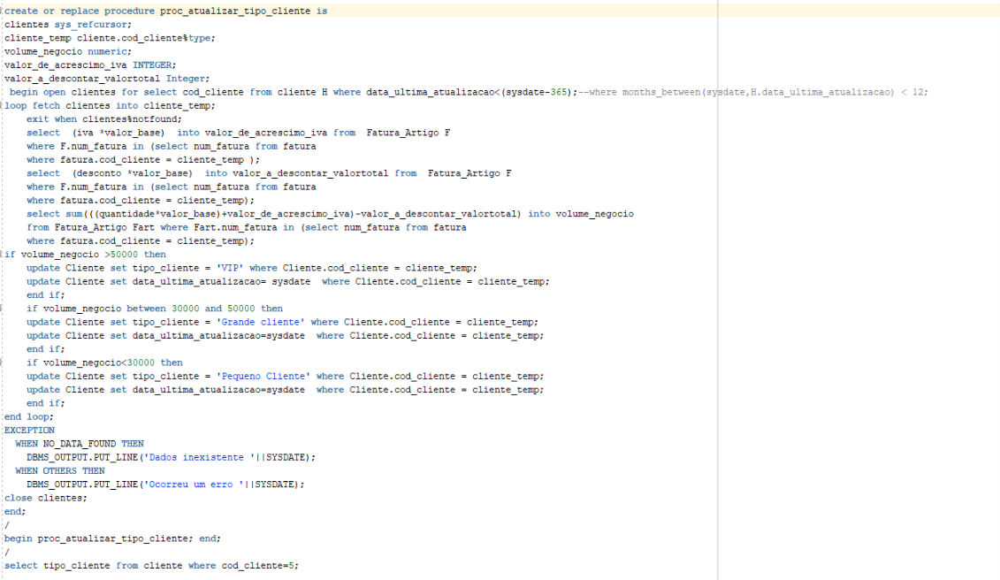 create or replace procedure proc_atualizar_tipo_cliente is
clientes sys_refcursor;
cliente_temp cliente.cod_cliente%type;
volume_negocio numeric;
valor_de_acrescimo_iva INTEGER;
valor_a_descontar_valortotal Integer;
begin open clientes for select cod_cliente from cliente H where data_ultima_atualizacao<(sysdate-365);--where months_between(sysdate,H.data_ultima_atualizacao) < 12;
loop fetch clientes into cliente_temp;
exit when clientes%notfound;
select (iva *valor_base) into valor_de_acrescimo_iva from Fatura_Artigo F
where F.num_fatura in (select num_fatura from fatura
where fatura.cod_cliente = cliente_temp );
select (desconto *valor_base) into valor_a_descontar_valortotal from Fatura_Artigo F
where F.num_fatura in (select num_fatura from fatura
where fatura.cod_cliente = cliente_temp);
select sum(((quantidade*valor_base)+valor_de_acrescimo_iva)-valor_a_descontar_valortotal) into volume_negocio
from Fatura_Artigo Fart where Fart.num_fatura in (select num_fatura from fatura
where fatura.cod_cliente = cliente_temp);
if volume_negocio >50000 then
update Cliente set tipo_cliente = 'VIP' where Cliente.cod_cliente = cliente_temp;
update Cliente set data_ultima_atualizacao= sysdate where Cliente.cod_cliente = cliente_temp;
end if;
if volume_negocio between 30000 and 50000 then
update Cliente set tipo_cliente = 'Grande cliente' where Cliente.cod_cliente = cliente_temp;
update Cliente set data_ultima_atualizacao=sysdate where Cliente.cod_cliente = cliente_temp;
end if;
if volume_negocio<30000 then
update Cliente set tipo_cliente = 'Pequeno Cliente' where Cliente.cod_cliente = cliente_temp;
update Cliente set data_ultima_atualizacao=sysdate where Cliente.cod_cliente = cliente_temp;
end if;
end loop;
EXCEPTION
WHEN NO_DATA_FOUND THEN
DBMS_OUTPUT.PUT_LINE('Dados inexistente '||SYSDATE);
WHEN OTHERS THEN
DBMS_OUTPUT.PUT_LINE('Ocorreu um erro '||SYSDATE);
close clientes;
end;
/
begin proc_atualizar_tipo_cliente; end;
/
select tipo_cliente from cliente where cod_cliente=5;